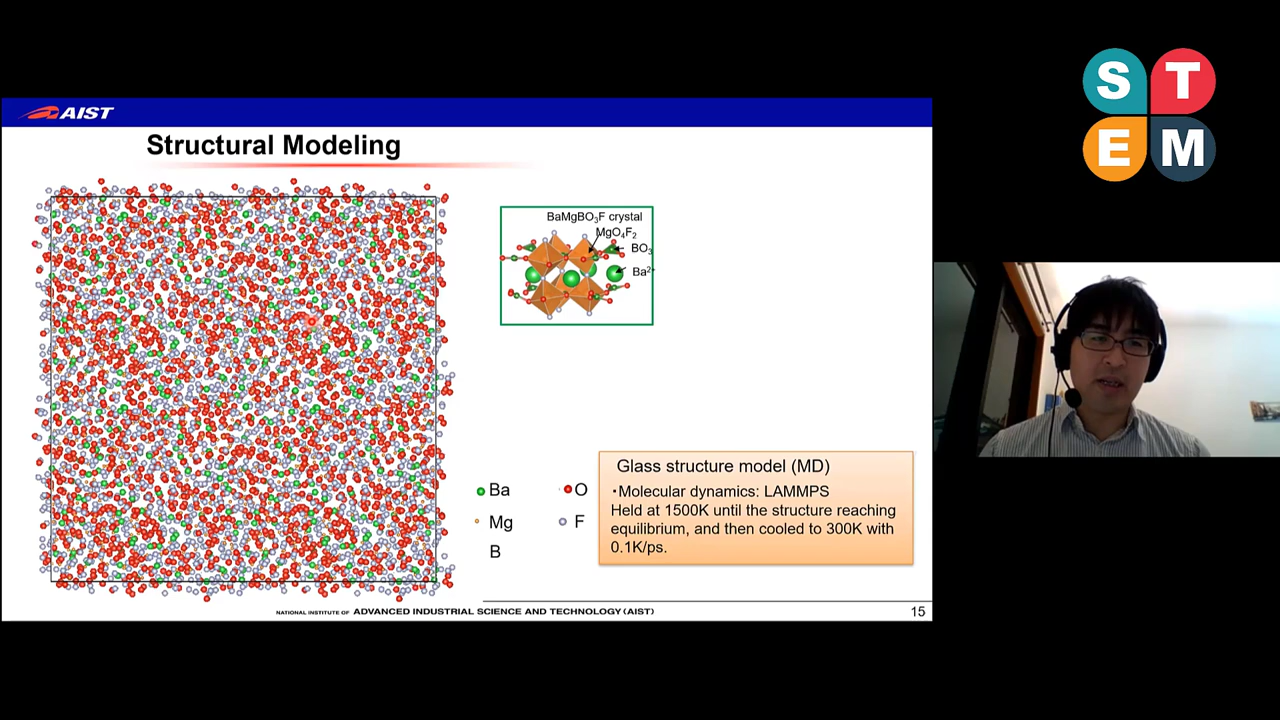 AIST
Structural Modeling
BaMgBO₃F crystal
MgO₄F₂
BO₃
Ba²⁺
Ba
O
Mg
F
B
Glass structure model (MD)
・Molecular dynamics: LAMMPS
Held at 1500K until the structure reaching
equilibrium, and then cooled to 300K with
0.1K/ps.
NATIONAL INSTITUTE OF ADVANCED INDUSTRIAL SCIENCE AND TECHNOLOGY (AIST)
15
S T
E M